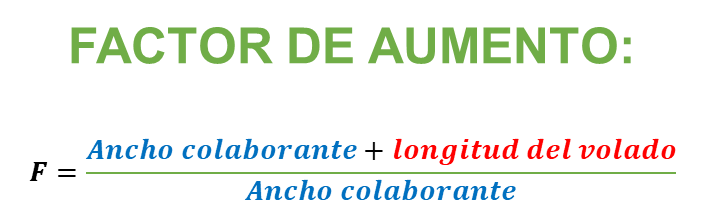 FACTOR DE AUMENTO:
F = Ancho colaborante + longitud del volado
Ancho colaborante